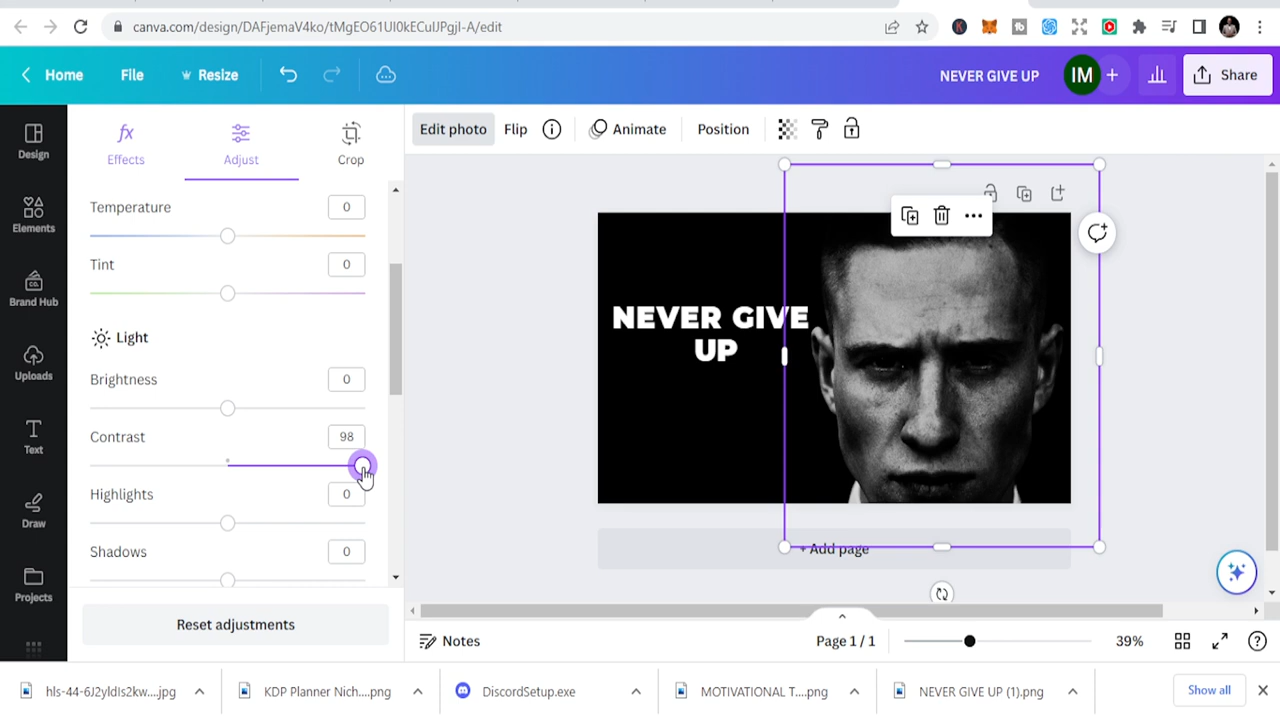 canva.com/design/DAFjemaV4ko/tMgEO61UI0kECuIJPgjI-A/edit
Home
File
Resize
NEVER GIVE UP
IM
Share
Design
Elements
Brand Hub
Uploads
Text
Draw
Projects
fx
Effects
Adjust
Crop
Temperature
0
Tint
0
Light
Brightness
0
Contrast
98
Highlights
0
Shadows
0
Reset adjustments
Edit photo
Flip
Animate
Position
NEVER GIVE
UP
+ Add page
Notes
Page 1 / 1
39%
hls-44-6J2yldIs2kw....jpg
KDP Planner Nich....png
DiscordSetup.exe
MOTIVATIONAL T....png
NEVER GIVE UP (1).png
Show all